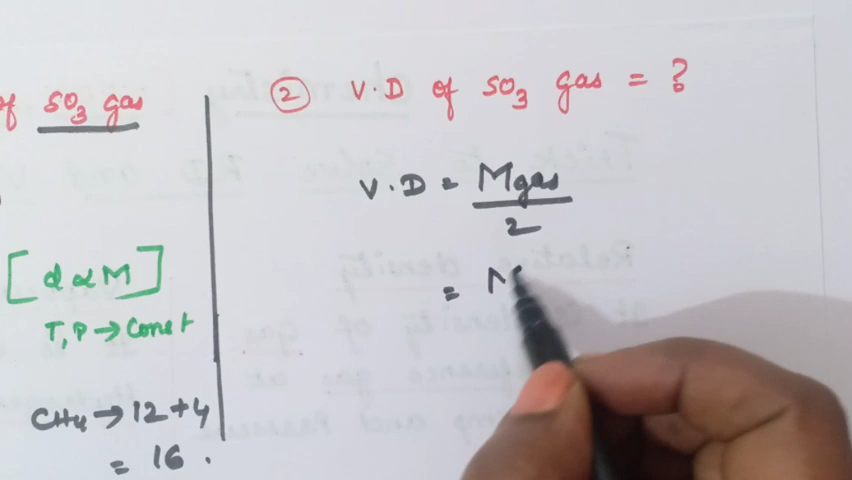 of SO3 gas
[d ∝ M]
T, P → Const
CH4 → 12 + 4
= 16 .
② V.D of SO3 gas = ?
V.D = Mgas
2
= M